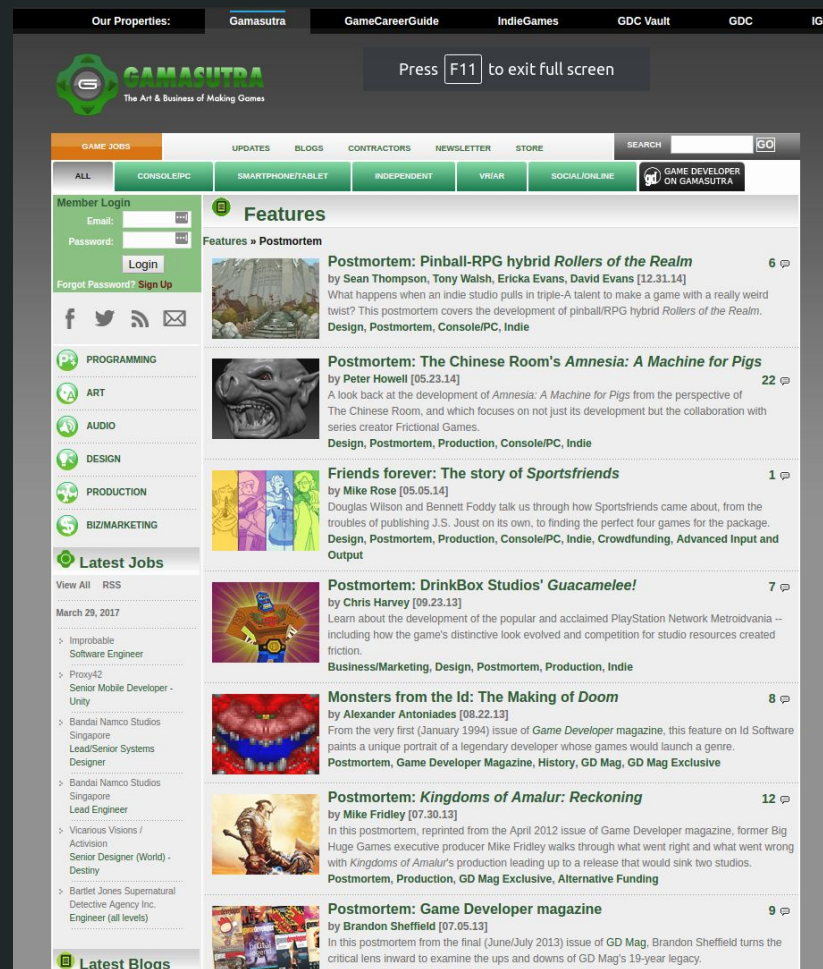 Our Properties: Gamasutra GameCareerGuide IndieGames GDC Vault GDC IG
GAMASUTRA
The Art & Business of Making Games
Press F11 to exit full screen
GAME JOBS UPDATES BLOGS CONTRACTORS NEWSLETTER STORE SEARCH GO
ALL CONSOLE/PC SMARTPHONE/TABLET INDEPENDENT VR/AR SOCIAL/ONLINE gd GAME DEVELOPER
ON GAMASUTRA
Member Login
Email:
Password:
Login
Forgot Password? Sign Up
PROGRAMMING
ART
AUDIO
DESIGN
PRODUCTION
BIZ/MARKETING
Latest Jobs
View All RSS
March 29, 2017
Improbable
Software Engineer
Proxy42
Senior Mobile Developer -
Unity
Bandai Namco Studios
Singapore
Lead/Senior Systems
Designer
Bandai Namco Studios
Singapore
Lead Engineer
Vicarious Visions /
Activision
Senior Designer (World) -
Destiny
Bartlet Jones Supernatural
Detective Agency Inc.
Engineer (all levels)
Latest Blogs
Features
Features » Postmortem
Postmortem: Pinball-RPG hybrid Rollers of the Realm 6
by Sean Thompson, Tony Walsh, Ericka Evans, David Evans [12.31.14]
What happens when an indie studio pulls in triple-A talent to make a game with a really weird
twist? This postmortem covers the development of pinball/RPG hybrid Rollers of the Realm.
Design, Postmortem, Console/PC, Indie
Postmortem: The Chinese Room's Amnesia: A Machine for Pigs
by Peter Howell [05.23.14] 22
A look back at the development of Amnesia: A Machine for Pigs from the perspective of
The Chinese Room, and which focuses on not just its development but the collaboration with
series creator Frictional Games.
Design, Postmortem, Production, Console/PC, Indie
Friends forever: The story of Sportsfriends 1
by Mike Rose [05.05.14]
Douglas Wilson and Bennett Foddy talk us through how Sportsfriends came about, from the
troubles of publishing J.S. Joust on its own, to finding the perfect four games for the package.
Design, Postmortem, Production, Console/PC, Indie, Crowdfunding, Advanced Input and
Output
Postmortem: DrinkBox Studios' Guacamelee! 7
by Chris Harvey [09.23.13]
Learn about the development of the popular and acclaimed PlayStation Network Metroidvania --
including how the game's distinctive look evolved and competition for studio resources created
friction.
Business/Marketing, Design, Postmortem, Production, Indie
Monsters from the Id: The Making of Doom 8
by Alexander Antoniades [08.22.13]
From the very first (January 1994) issue of Game Developer magazine, this feature on Id Software
paints a unique portrait of a legendary developer whose games would launch a genre.
Postmortem, Game Developer Magazine, History, GD Mag, GD Mag Exclusive
Postmortem: Kingdoms of Amalur: Reckoning 12
by Mike Fridley [07.30.13]
In this postmortem, reprinted from the April 2012 issue of Game Developer magazine, former Big
Huge Games executive producer Mike Fridley walks through what went right and what went wrong
with Kingdoms of Amalur's production leading up to a release that would sink two studios.
Postmortem, Production, GD Mag Exclusive, Alternative Funding
Postmortem: Game Developer magazine 9
by Brandon Sheffield [07.05.13]
In this postmortem from the final (June/July 2013) issue of GD Mag, Brandon Sheffield turns the
critical lens inward to examine the ups and downs of GD Mag's 19-year legacy.